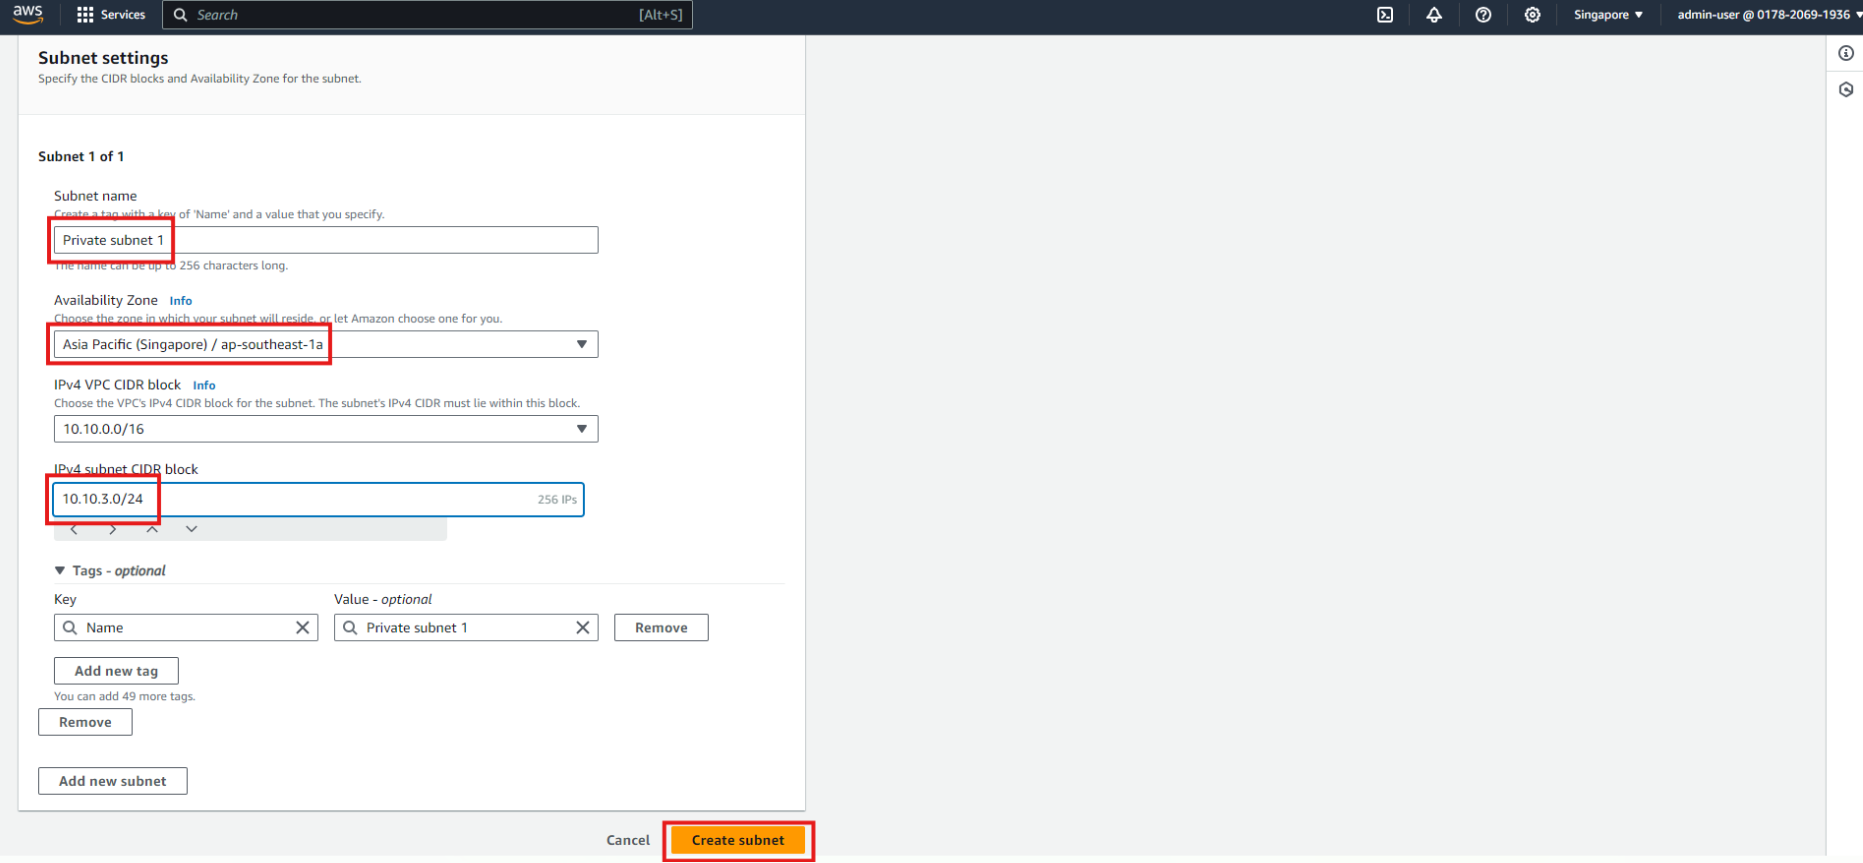 aws
Services
Search
[Alt+S]
Singapore
admin-user @ 0178-2069-1936
Subnet settings
Specify the CIDR blocks and Availability Zone for the subnet.
Subnet 1 of 1
Subnet name
Create a tag with a key of 'Name' and a value that you specify.
Private subnet 1
The name can be up to 256 characters long.
Availability Zone Info
Choose the zone in which your subnet will reside, or let Amazon choose one for you.
Asia Pacific (Singapore) / ap-southeast-1a
IPv4 VPC CIDR block Info
Choose the VPC's IPv4 CIDR block for the subnet. The subnet's IPv4 CIDR must lie within this block.
10.10.0.0/16
IPv4 subnet CIDR block
10.10.3.0/24 256 IPs
Tags - optional
Key Value - optional
Name Private subnet 1 Remove
Add new tag
You can add 49 more tags.
Remove
Add new subnet
Cancel Create subnet